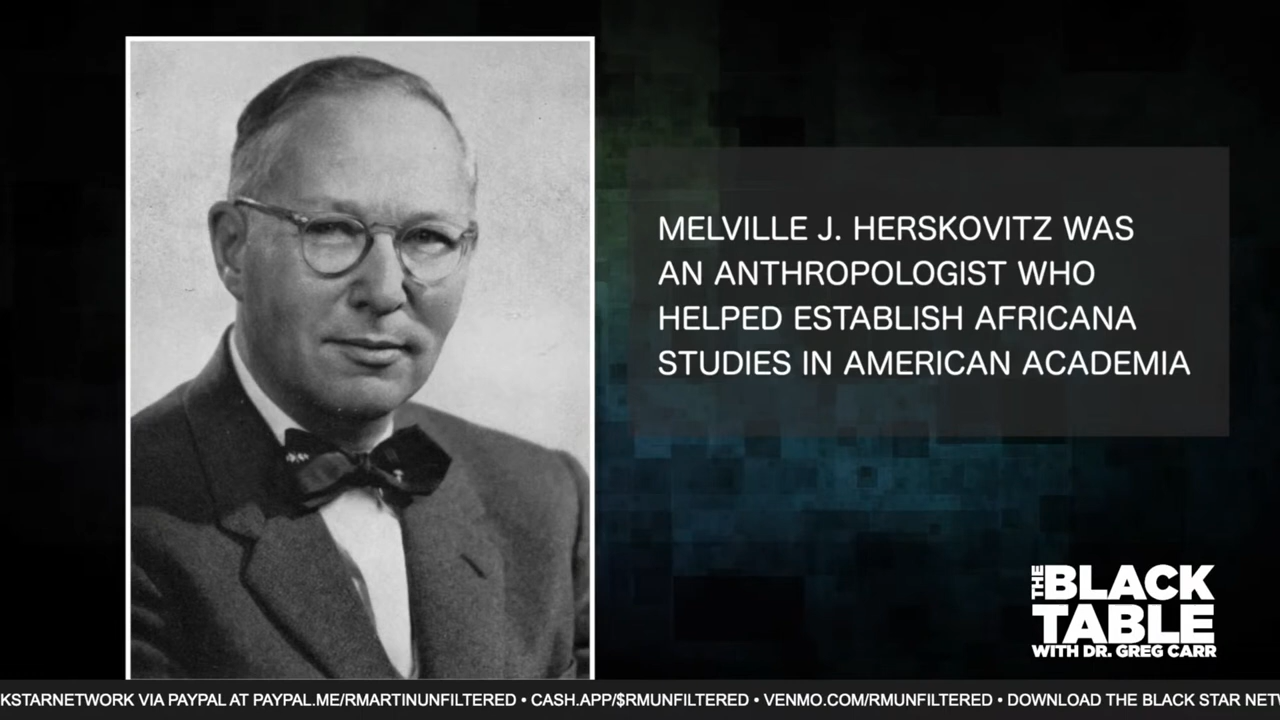 MELVILLE J. HERSKOVITZ WAS
AN ANTHROPOLOGIST WHO
HELPED ESTABLISH AFRICANA
STUDIES IN AMERICAN ACADEMIA
THE BLACK
TABLE
WITH DR. GREG CARR
KSTARNETWORK VIA PAYPAL AT PAYPAL.ME/RMARTINUNFILTERED • CASH.APP/$RMUNFILTERED • VENMO.COM/RMUNFILTERED • DOWNLOAD THE BLACK STAR NET